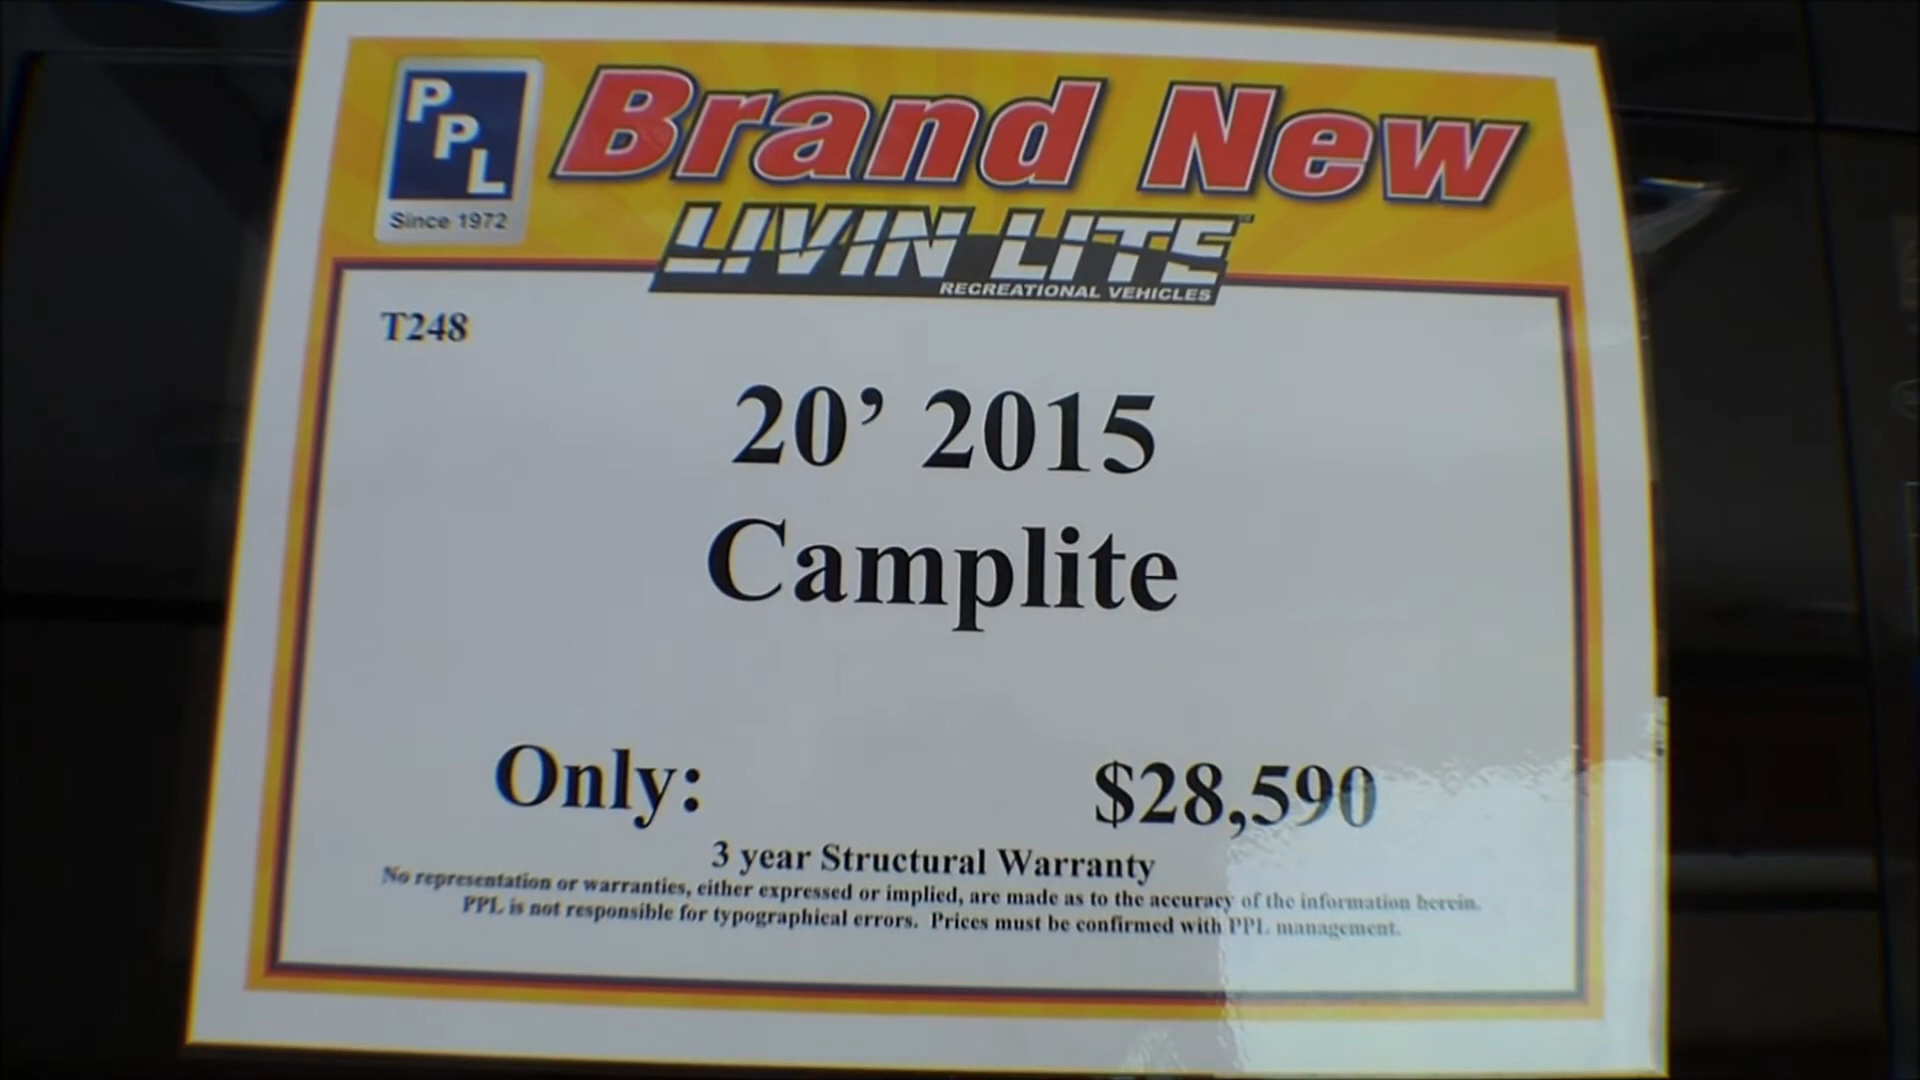 PPL
Since 1972
Brand New
LIVIN LITE™
RECREATIONAL VEHICLES
T248
20’ 2015
Camplite
Only: $28,590
3 year Structural Warranty
No representation or warranties, either expressed or implied, are made as to the accuracy of the information herein.
PPL is not responsible for typographical errors. Prices must be confirmed with PPL management.